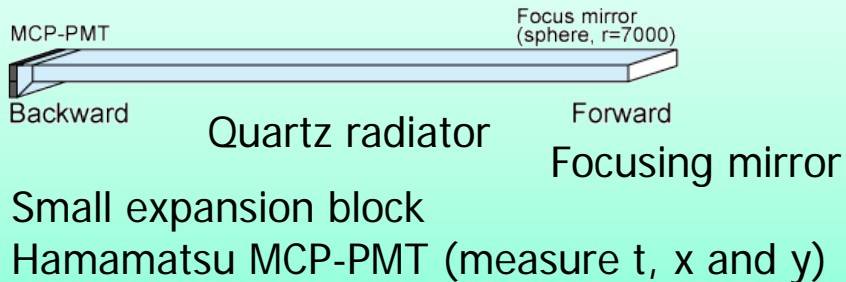 MCP-PMT
Focus mirror
(sphere, r=7000)
Backward
Forward
Quartz radiator
Focusing mirror
Small expansion block
Hamamatsu MCP-PMT (measure t, x and y)